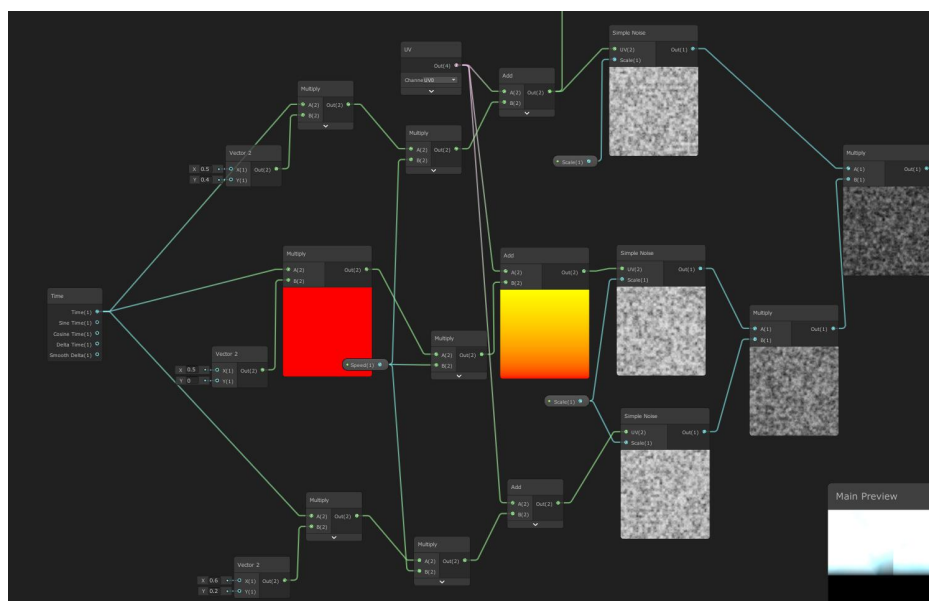 Simple Noise
UV(2)
Out(1)
Scale(1)
UV
Out(4)
Channe UV0
Add
A(2)
Out(2)
B(2)
Multiply
A(2)
Out(2)
B(2)
Multiply
A(2)
Out(2)
B(2)
Vector 2
X 0.5
X(1)
Out(2)
Y 0.4
Y(1)
Scale(1)
Multiply
A(1)
Out(1)
B(1)
Time
Time(1)
Sine Time(1)
Cosine Time(1)
Delta Time(1)
Smooth Delta(1)
Multiply
A(2)
Out(2)
B(2)
Add
A(2)
Out(2)
B(2)
Simple Noise
UV(2)
Out(1)
Scale(1)
Vector 2
X 0.5
X(1)
Out(2)
Y 0
Y(1)
Speed(1)
Multiply
A(2)
Out(2)
B(2)
Multiply
A(1)
Out(1)
B(1)
Scale(1)
Simple Noise
UV(2)
Out(1)
Scale(1)
Multiply
A(2)
Out(2)
B(2)
Add
A(2)
Out(2)
B(2)
Multiply
A(2)
Out(2)
B(2)
Vector 2
X 0.6
X(1)
Out(2)
Y 0.2
Y(1)
Main Preview